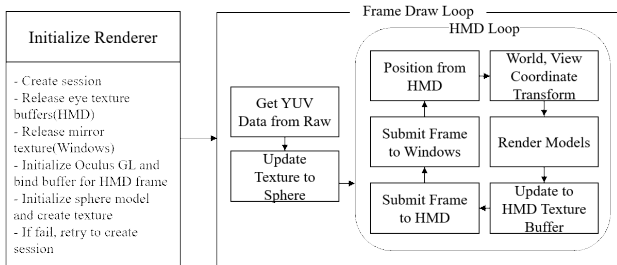 Frame Draw Loop
HMD Loop
Initialize Renderer
- Create session
- Release eye texture
buffers(HMD)
- Release mirror
texture(Windows)
- Initialize Oculus GL and
bind buffer for HMD frame
- Initialize sphere model
and create texture
- If fail, retry to create
session
Get YUV
Data from Raw
Update
Texture to
Sphere
Position from
HMD
World, View
Coordinate
Transform
Submit Frame
to Windows
Render Models
Submit Frame
to HMD
Update to
HMD Texture
Buffer